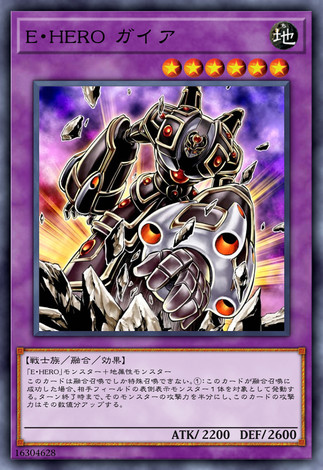 E・HERO ガイア
地
【戦士族／融合／効果】
「E・HERO」モンスター＋地属性モンスター
このカードは融合召喚でしか特殊召喚できない。①：このカードが融合召喚に
成功した場合、相手フィールドの表側表示モンスター１体を対象として発動す
る。ターン終了時まで、そのモンスターの攻撃力を半分にし、このカードの攻撃
力はその数値分アップする。
ATK/ 2200 DEF/ 2600
16304628